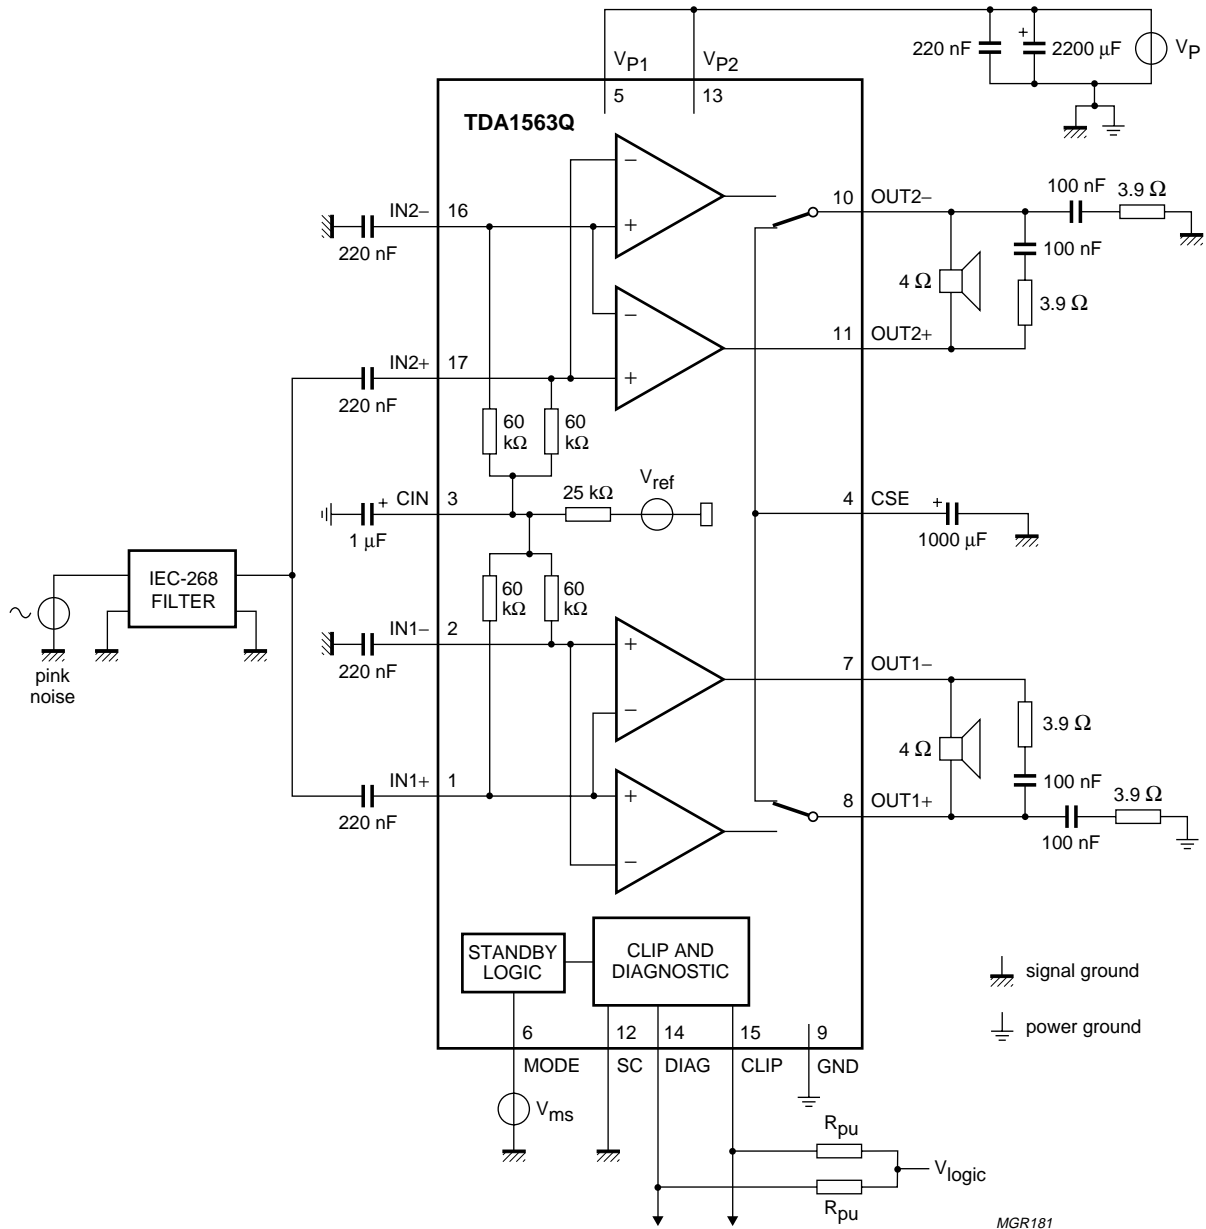 220 nF
+
2200 μF
VP
VP1
VP2
5
13
TDA1563Q
−
+
IN2−
16
220 nF
10
OUT2−
100 nF
3.9 Ω
100 nF
4 Ω
3.9 Ω
−
+
11
OUT2+
IN2+
17
220 nF
60
kΩ
60
kΩ
Vref
25 kΩ
+
CIN
3
1 μF
4
CSE
+
1000 μF
IEC-268
FILTER
∼
pink
noise
60
kΩ
60
kΩ
IN1−
2
220 nF
+
−
7
OUT1−
3.9 Ω
4 Ω
100 nF
IN1+
1
220 nF
+
−
8
OUT1+
3.9 Ω
100 nF
STANDBY
LOGIC
CLIP AND
DIAGNOSTIC
signal ground
power ground
6
12
14
15
9
MODE
SC
DIAG
CLIP
GND
Vms
Rpu
Vlogic
Rpu
MGR181